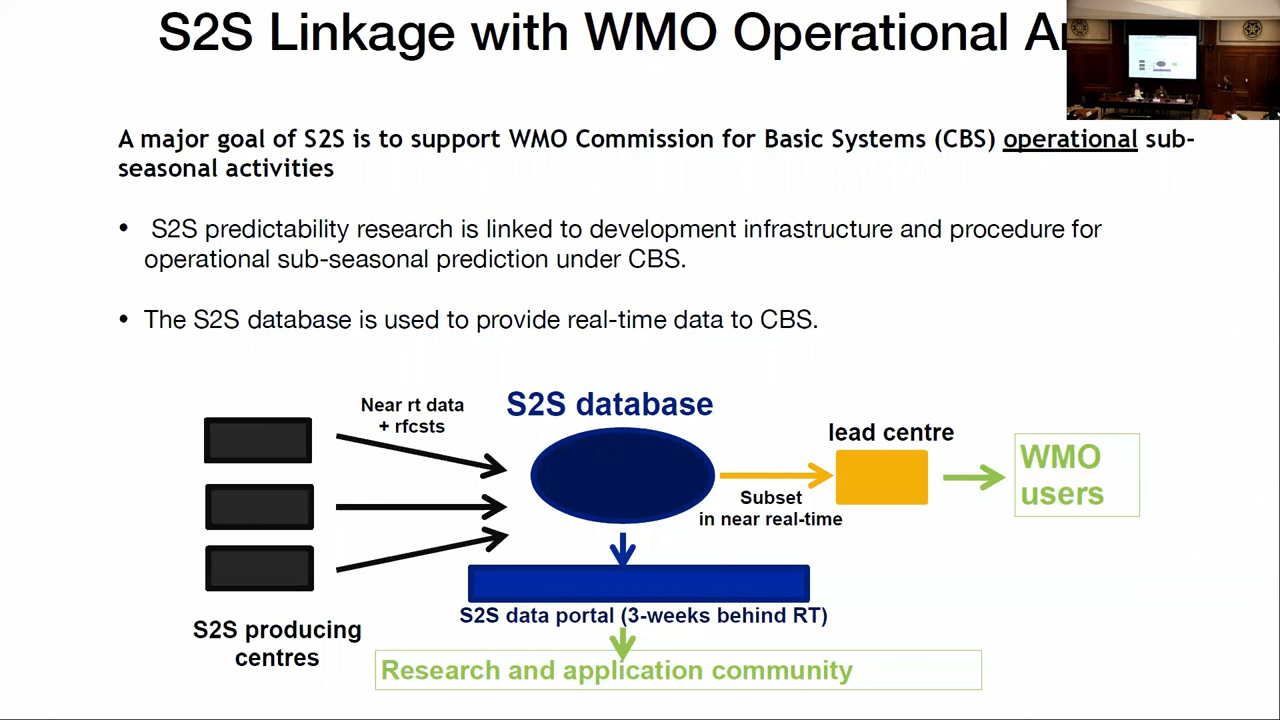 S2S Linkage with WMO Operational
A major goal of S2S is to support WMO Commission for Basic Systems (CBS) operational sub-
seasonal activities
• S2S predictability research is linked to development infrastructure and procedure for
operational sub-seasonal prediction under CBS.
• The S2S database is used to provide real-time data to CBS.
Near rt data
+ rfcsts
S2S database
lead centre
WMO
users
Subset
in near real-time
S2S data portal (3-weeks behind RT)
S2S producing
centres
Research and application community